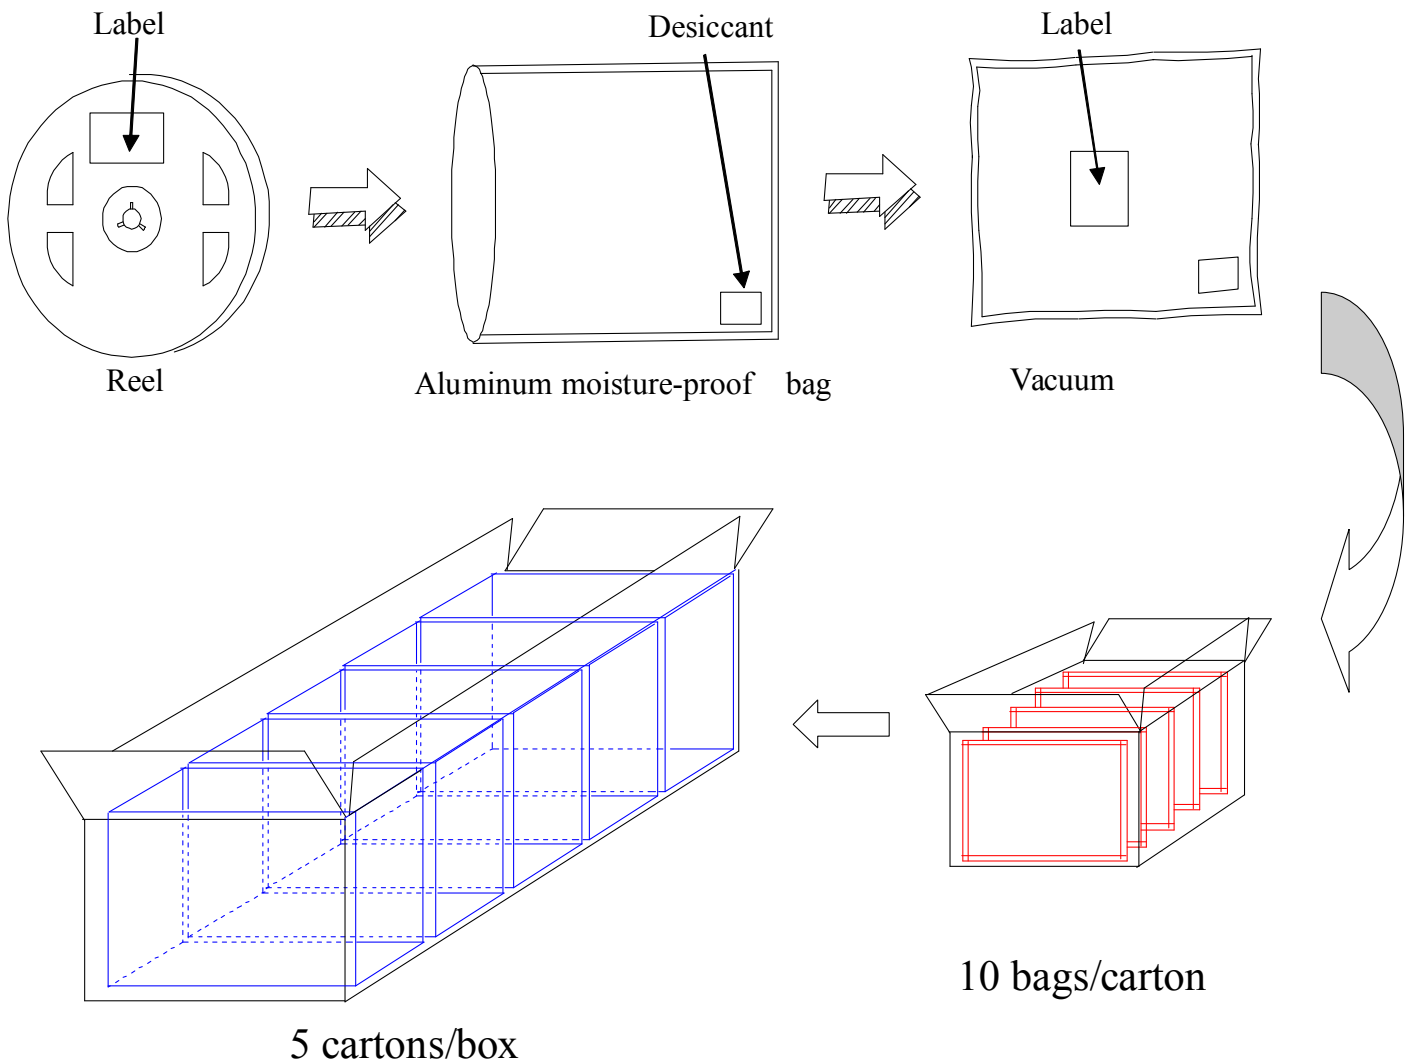 Label
Desiccant
Label
Reel
Aluminum moisture-proof bag
Vacuum
10 bags/carton
5 cartons/box